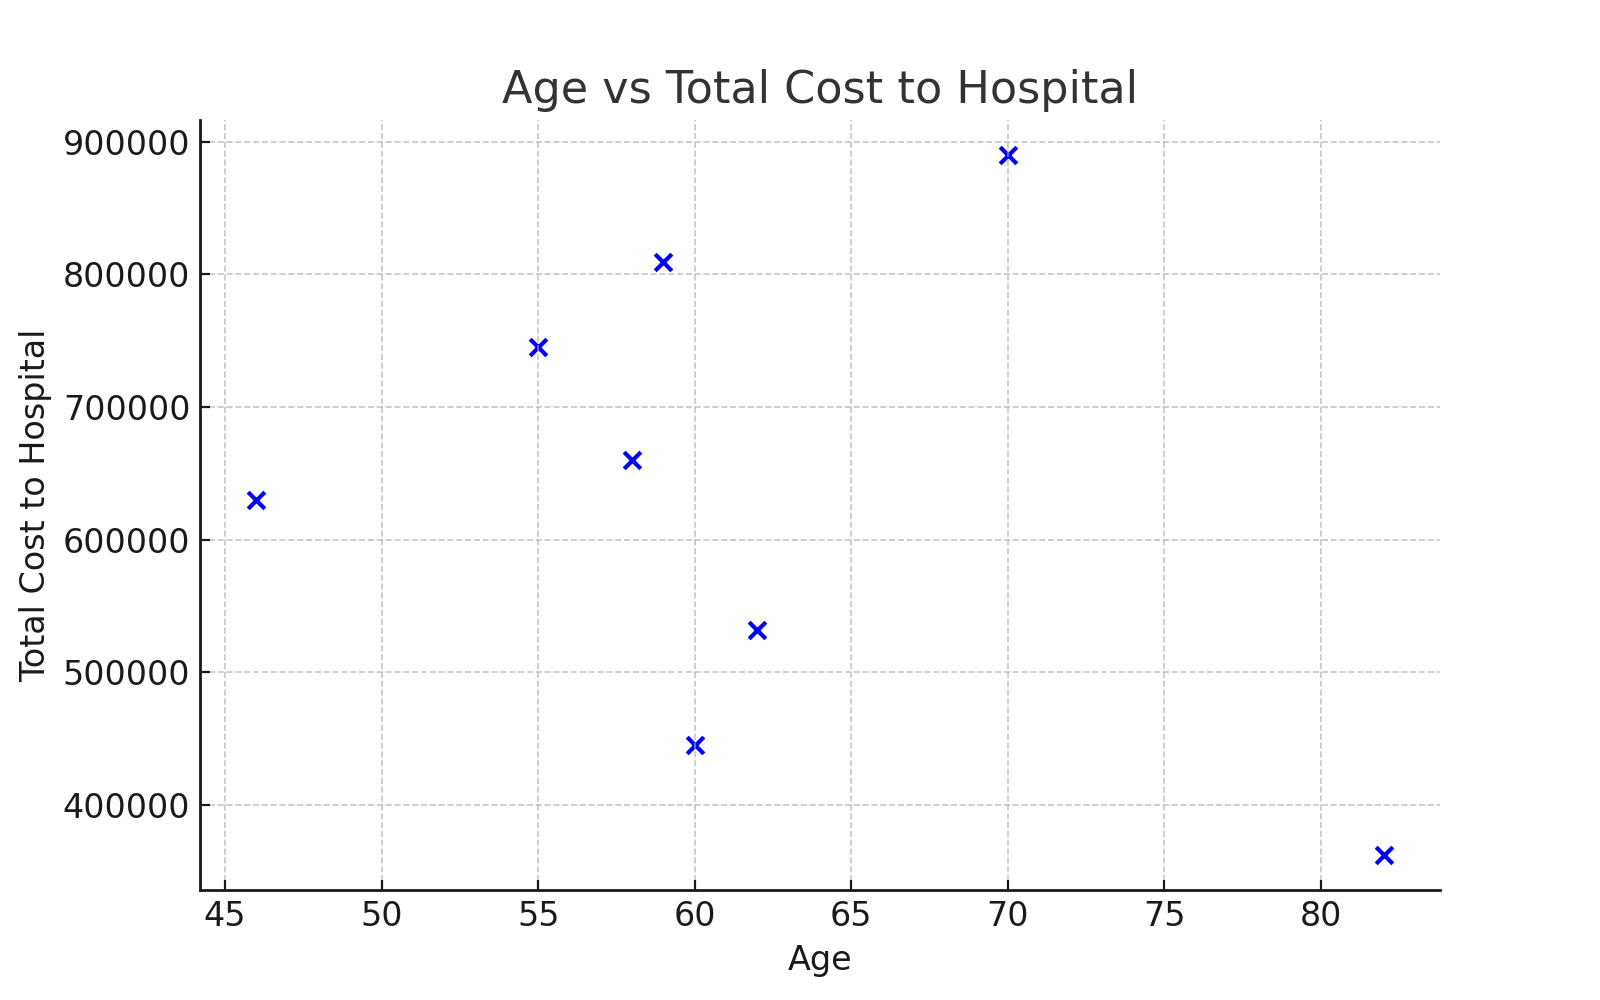 Age vs Total Cost to Hospital
900000
800000
700000
600000
500000
400000
Total Cost to Hospital
45 50 55 60 65 70 75 80
Age